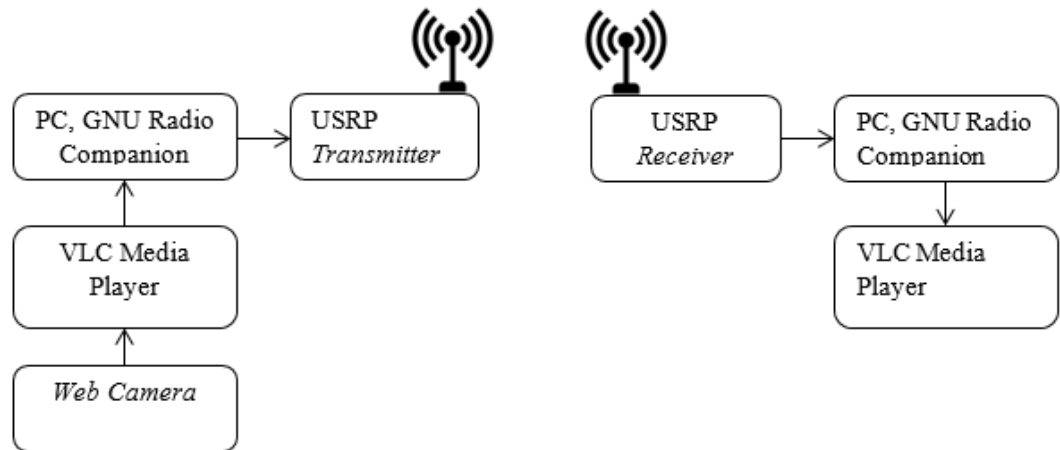 PC, GNU Radio
Companion
USRP
Transmitter
USRP
Receiver
PC, GNU Radio
Companion
VLC Media
Player
VLC Media
Player
Web Camera